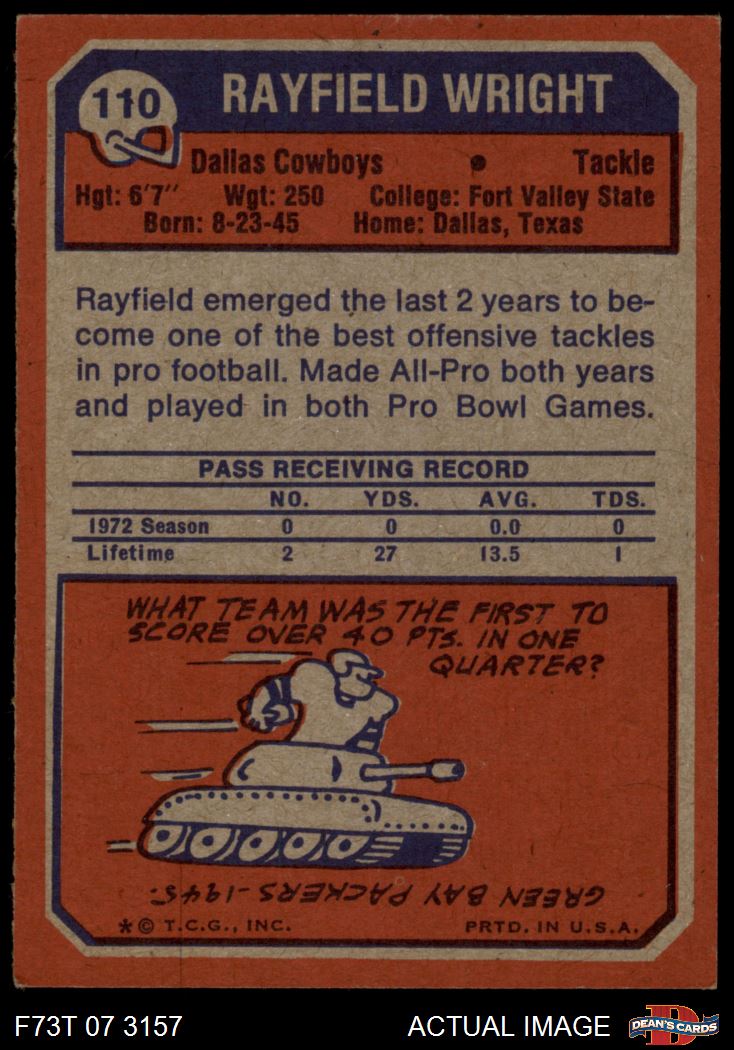 110
RAYFIELD WRIGHT
Dallas Cowboys • Tackle
Hgt: 6'7" Wgt: 250 College: Fort Valley State
Born: 8-23-45 Home: Dallas, Texas
Rayfield emerged the last 2 years to be-
come one of the best offensive tackles
in pro football. Made All-Pro both years
and played in both Pro Bowl Games.
PASS RECEIVING RECORD
NO. YDS. AVG. TDS.
1972 Season 0 0 0.0 0
Lifetime 2 27 13.5 1
WHAT TEAM WAS THE FIRST TO
SCORE OVER 40 PTS. IN ONE
QUARTER?
GREEN BAY PACKERS-1945.
*© T.C.G., INC. PRTD. IN U.S.A.
F73T 07 3157 ACTUAL IMAGE DEAN'S CARDS